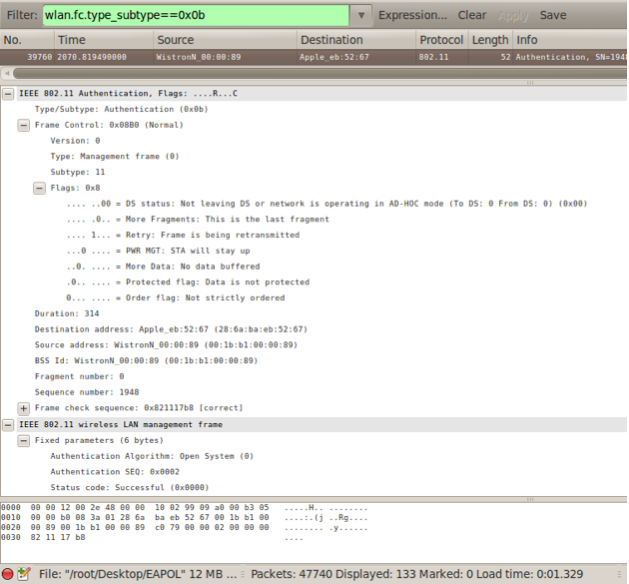 Filter: wlan.fc.type_subtype==0x0b Expression... Clear Apply Save
No. Time Source Destination Protocol Length Info
39760 2070.819490000 WistronN_00:00:89 Apple_eb:52:67 802.11 52 Authentication, SN=194
IEEE 802.11 Authentication, Flags: ....R...C
Type/Subtype: Authentication (0x0b)
Frame Control: 0x08B0 (Normal)
Version: 0
Type: Management frame (0)
Subtype: 11
Flags: 0x8
.... ..00 = DS status: Not leaving DS or network is operating in AD-HOC mode (To DS: 0 From DS: 0) (0x00)
.... .0.. = More Fragments: This is the last fragment
.... 1... = Retry: Frame is being retransmitted
...0 .... = PWR MGT: STA will stay up
..0. .... = More Data: No data buffered
.0.. .... = Protected flag: Data is not protected
0... .... = Order flag: Not strictly ordered
Duration: 314
Destination address: Apple_eb:52:67 (28:6a:ba:eb:52:67)
Source address: WistronN_00:00:89 (00:1b:b1:00:00:89)
BSS Id: WistronN_00:00:89 (00:1b:b1:00:00:89)
Fragment number: 0
Sequence number: 1948
Frame check sequence: 0x821117b8 [correct]
IEEE 802.11 wireless LAN management frame
Fixed parameters (6 bytes)
Authentication Algorithm: Open System (0)
Authentication SEQ: 0x0002
Status code: Successful (0x0000)
0000 00 00 12 00 2e 48 00 00 10 02 99 09 a0 00 b3 05 .....H.. ........
0010 00 00 b0 08 3a 01 28 6a ba eb 52 67 00 1b b1 00 ....:.(j ..Rg....
0020 00 89 00 1b b1 00 00 89 c0 79 00 00 02 00 00 00 ........ .y......
0030 82 11 17 b8 ....
File: "/root/Desktop/EAPOL" 12 MB ... Packets: 47740 Displayed: 133 Marked: 0 Load time: 0:01.329